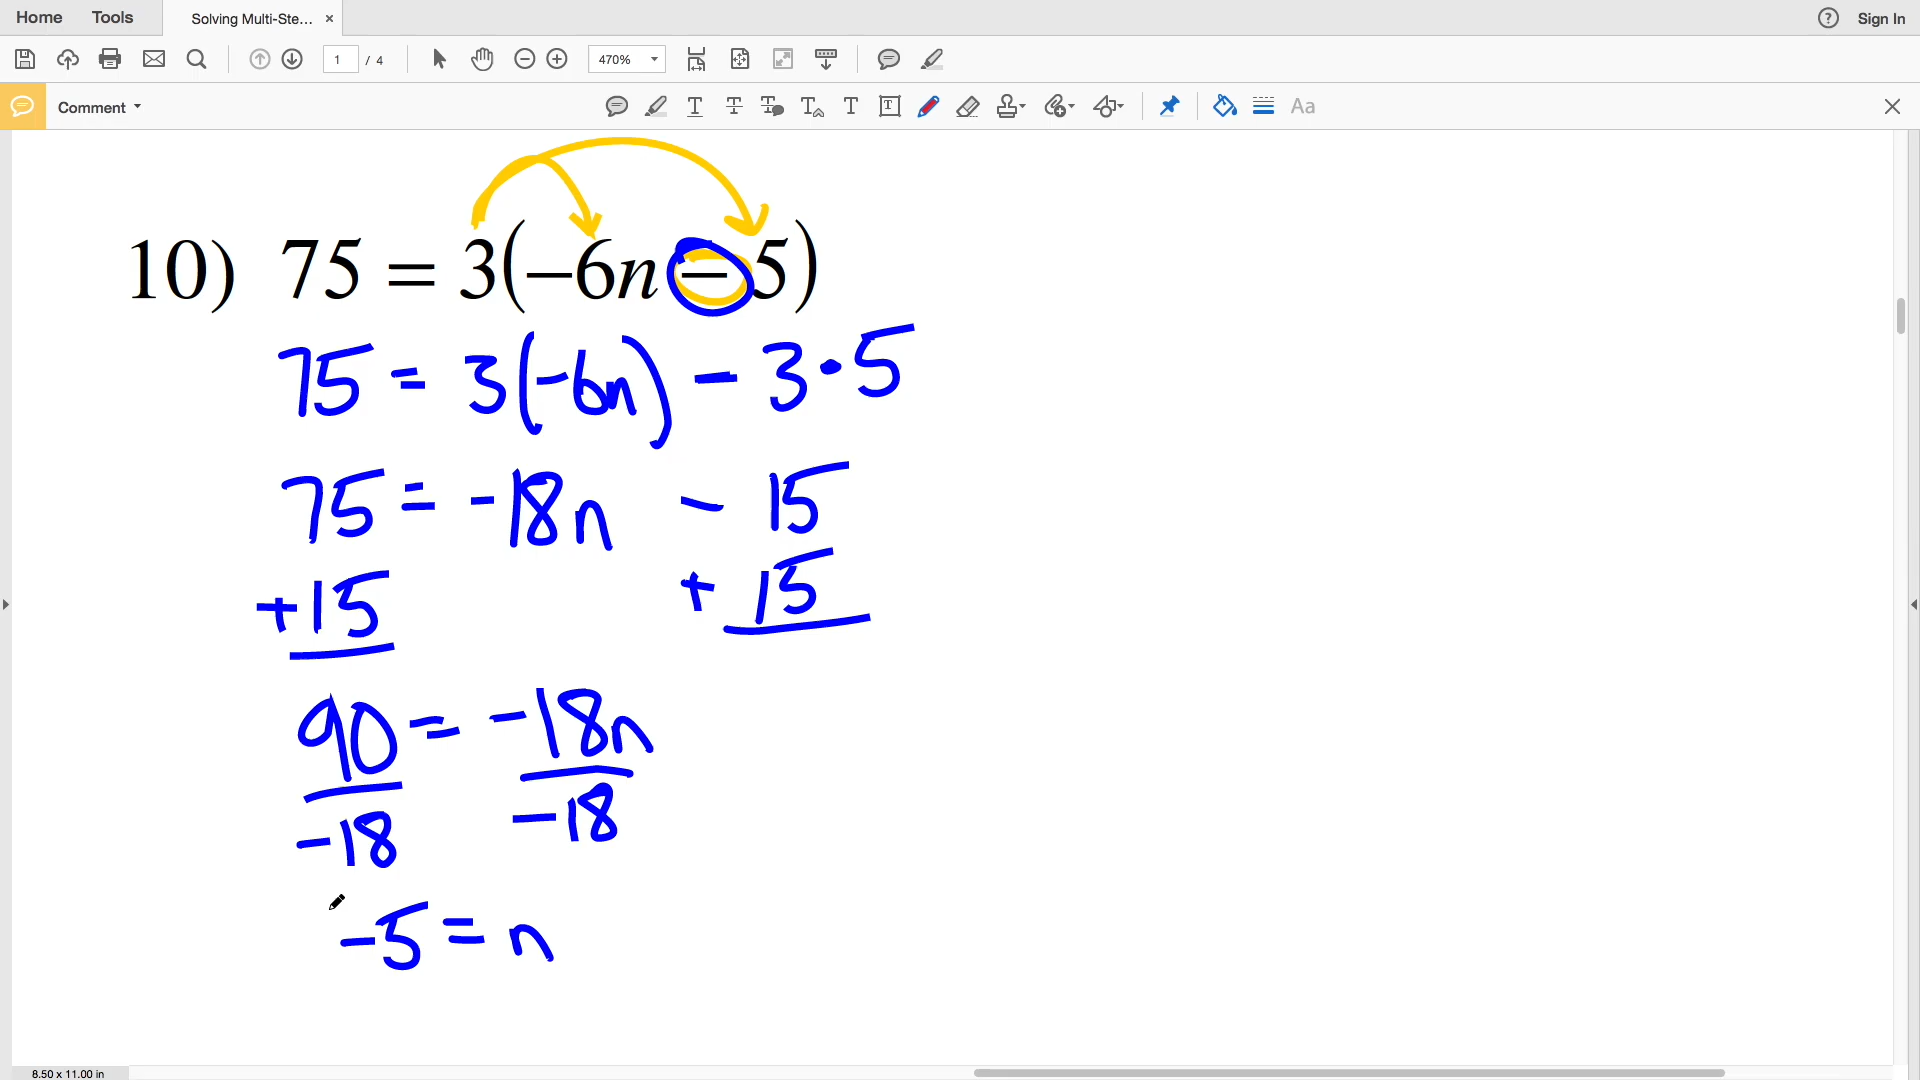 Home Tools Solving Multi-Ste... × ? Sign In
1 / 4 470%
Comment T T T T T T Aa
10) 75 = 3(−6n − 5)
75 = 3(-6n) - 3 • 5
75 = -18n - 15
+15 + 15
90 = -18n
-18 -18
-5 = n
8.50 x 11.00 in